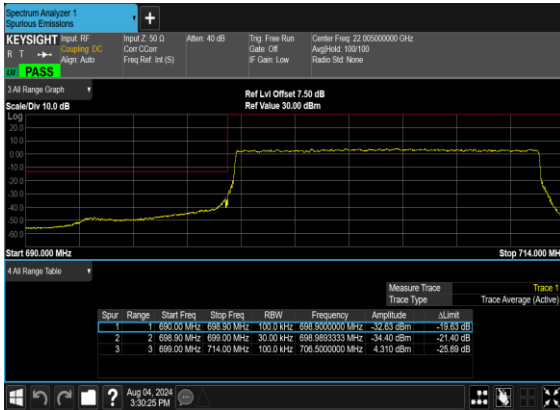 Spectrum Analyzer 1
Spurious Emissions
+
KEYSIGHT Input: RF Input Z: 50 Ω Atten: 40 dB Trig: Free Run Center Freq: 22.005000000 GHz
R T Coupling: DC Corr CCorr Gate: Off Avg|Hold: 100/100
Align: Auto Freq Ref: Int (S) IF Gain: Low Radio Std: None
LXI PASS
3 All Range Graph
Ref Lvl Offset 7.50 dB
Scale/Div 10.0 dB Ref Value 30.00 dBm
Log
20.0
10.0
0.00
-10.0
-20.0
-30.0
-40.0
-50.0
-60.0
Start 690.000 MHz Stop 714.000 MH
4 All Range Table
Measure Trace Trace 1
Trace Type Trace Average (Active)
Spur Range Start Freq Stop Freq RBW Frequency Amplitude ΔLimit
1 1 690.00 MHz 698.90 MHz 100.0 kHz 698.9000000 MHz -32.63 dBm -19.63 dB
2 2 698.90 MHz 699.00 MHz 30.00 kHz 698.9893333 MHz -34.40 dBm -21.40 dB
3 3 699.00 MHz 714.00 MHz 100.0 kHz 706.5000000 MHz 4.310 dBm -25.69 dB
? Aug 04, 2024
3:30:25 PM